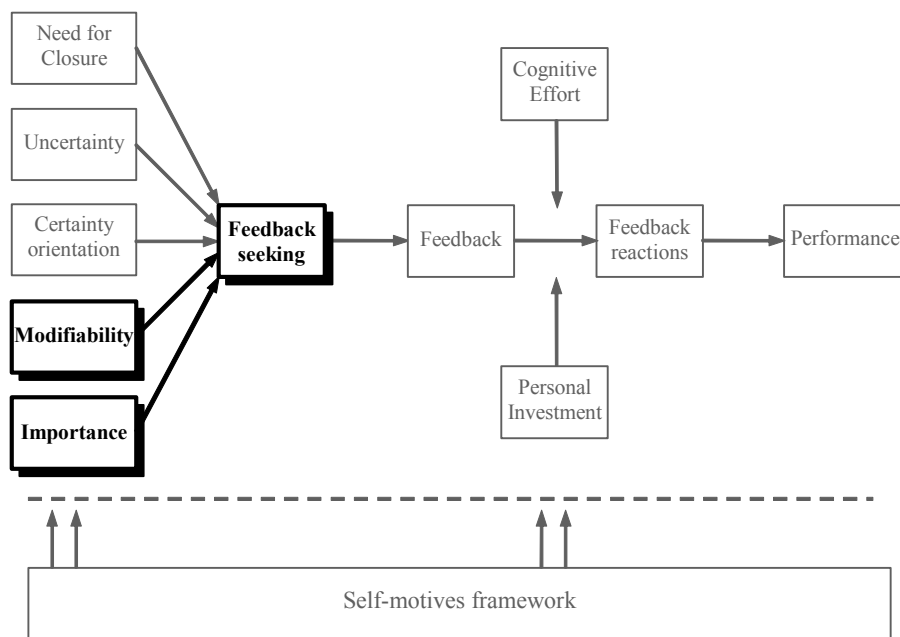 Need for
Closure
Cognitive
Effort
Uncertainty
Certainty
orientation
Feedback
seeking
Feedback
Feedback
reactions
Performance
Modifiability
Personal
Investment
Importance
Self-motives framework